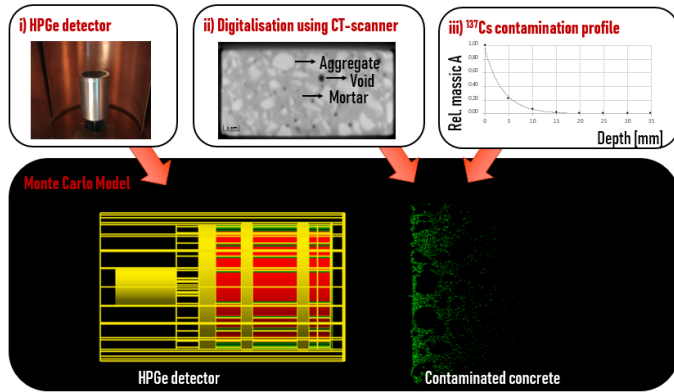 i) HPGe detector
ii) Digitalisation using CT-scanner
Aggregate
Void
Mortar
iii) ¹³⁷Cs contamination profile
Rel. massic A
1,00
0,80
0,60
0,40
0,20
0,00
0 5 10 15 20 25 30 35
Depth [mm]
Monte Carlo Model
HPGe detector
Contaminated concrete